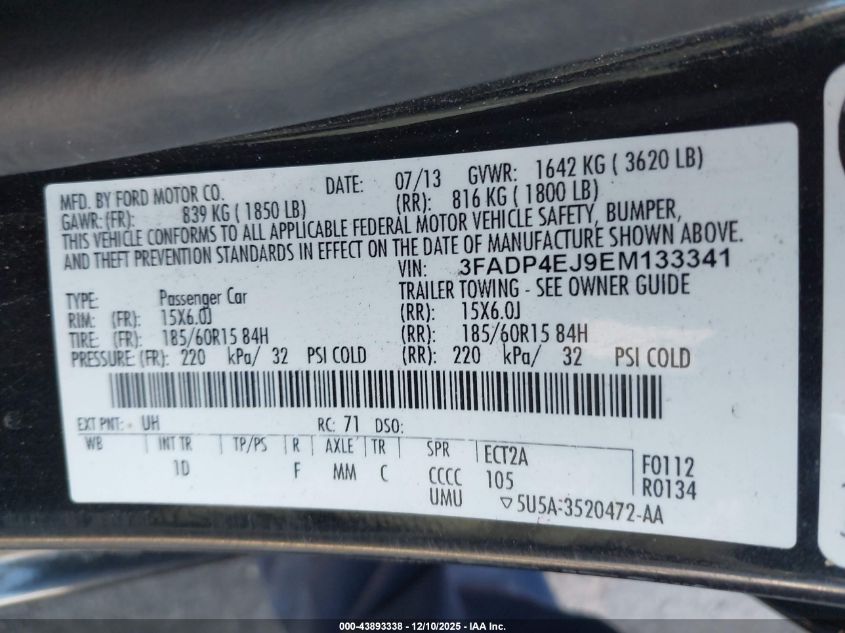 MFD. BY FORD MOTOR CO. DATE: 07/13 GVWR: 1642 KG ( 3620 LB)
GAWR: (FR): 839 KG ( 1850 LB) (RR): 816 KG ( 1800 LB)
THIS VEHICLE CONFORMS TO ALL APPLICABLE FEDERAL MOTOR VEHICLE SAFETY, BUMPER,
AND THEFT PREVENTION STANDARDS IN EFFECT ON THE DATE OF MANUFACTURE SHOWN ABOVE.
VIN: 3FADP4EJ9EM133341
TYPE: Passenger Car TRAILER TOWING - SEE OWNER GUIDE
RIM: (FR): 15X6.0J (RR): 15X6.0J
TIRE: (FR): 185/60R15 84H (RR): 185/60R15 84H
PRESSURE: (FR): 220 kPa/ 32 PSI COLD (RR): 220 kPa/ 32 PSI COLD
EXT PNT: UH RC: 71 DSO:
WB INT TR TP/PS R AXLE TR SPR ECT2A
1D F MM C CCCC 105 F0112
UMU ▽5U5A-3520472-AA R0134
000-43893338 - 12/10/2025 - IAA Inc.